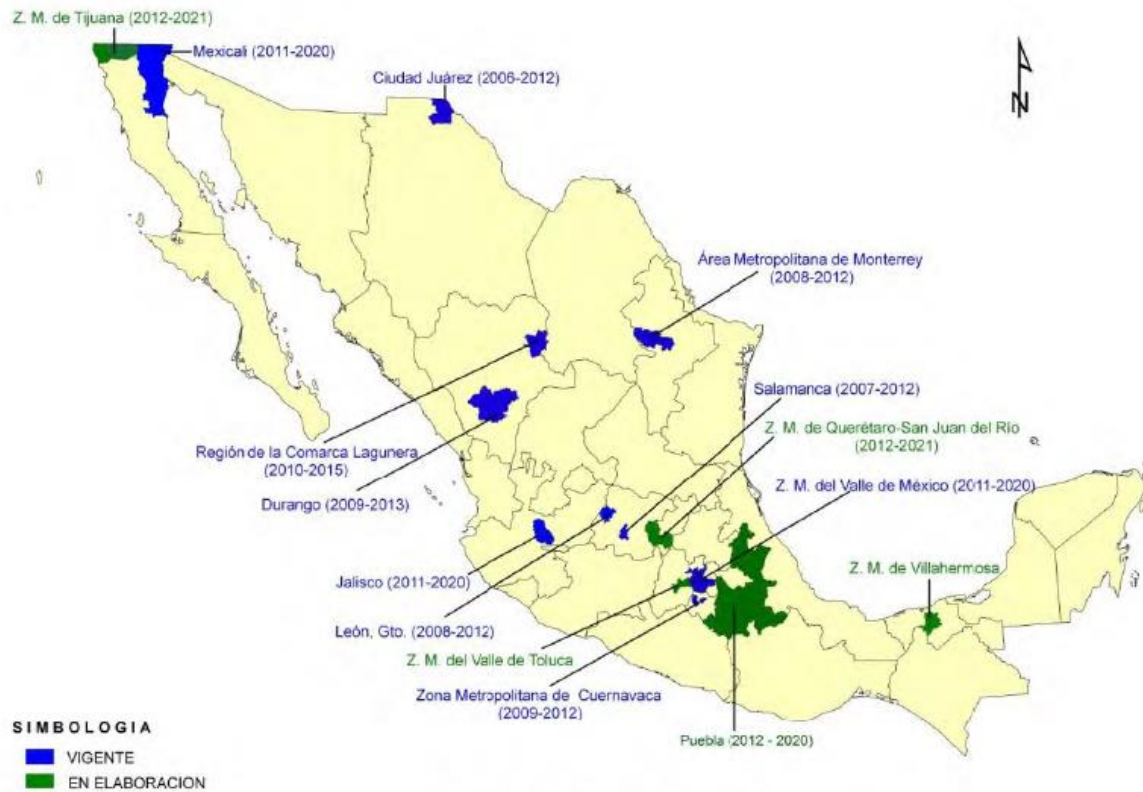 Z. M. de Tijuana (2012-2021)
Mexicali (2011-2020)
Ciudad Juárez (2006-2012)
N
Área Metropolitana de Monterrey
(2008-2012)
Salamanca (2007-2012)
Z. M. de Querétaro-San Juan del Río
(2012-2021)
Región de la Comarca Lagunera
(2010-2015)
Z. M. del Valle de México (2011-2020)
Durango (2009-2013)
Z. M. de Villahermosa
Jalisco (2011-2020)
León, Gto. (2008-2012)
Z. M. del Valle de Toluca
Zona Metropolitana de Cuernavaca
(2009-2012)
Puebla (2012 - 2020)
SIMBOLOGIA
VIGENTE
EN ELABORACION